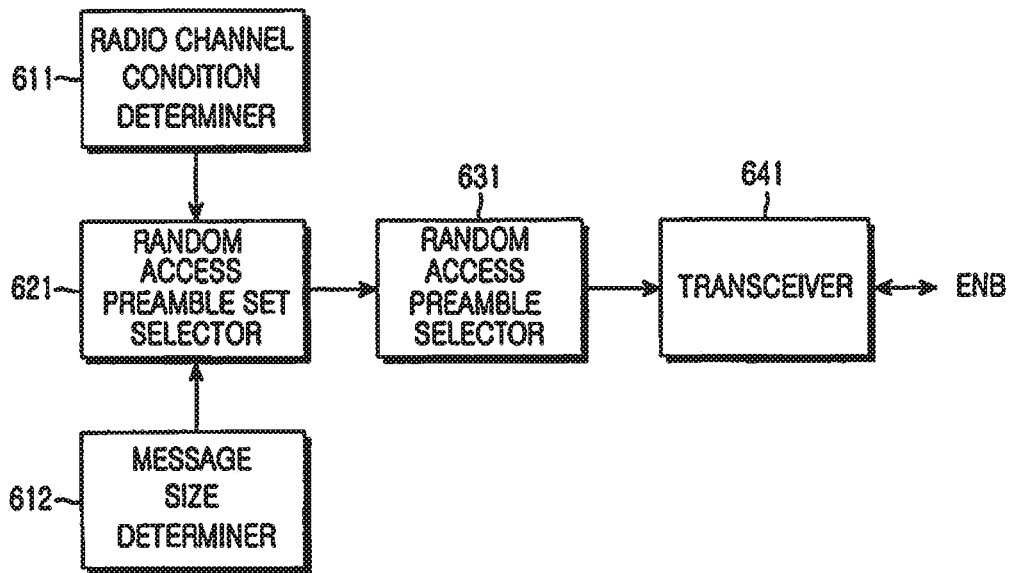 RADIO CHANNEL
CONDITION
DETERMINER
611
631
641
RANDOM
ACCESS
PREAMBLE SET
SELECTOR
621
RANDOM
ACCESS
PREAMBLE
SELECTOR
TRANSCEIVER
ENB
MESSAGE
SIZE
DETERMINER
612